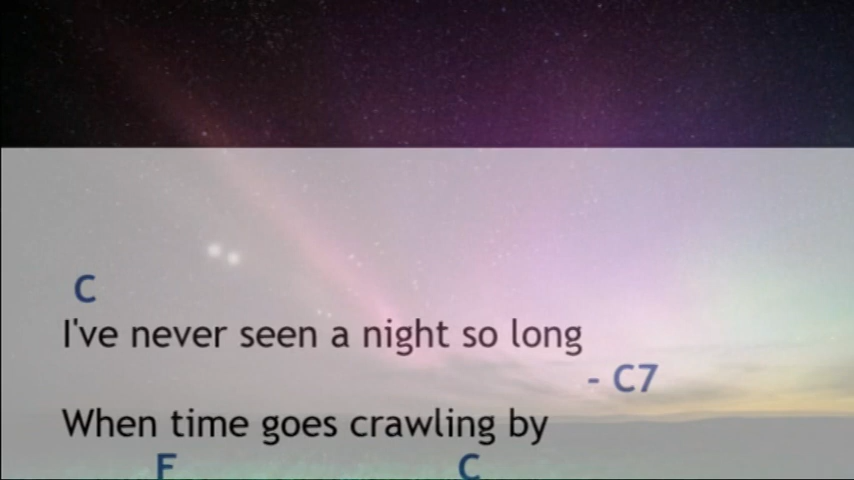 C
I've never seen a night so long
- C7
When time goes crawling by
F C